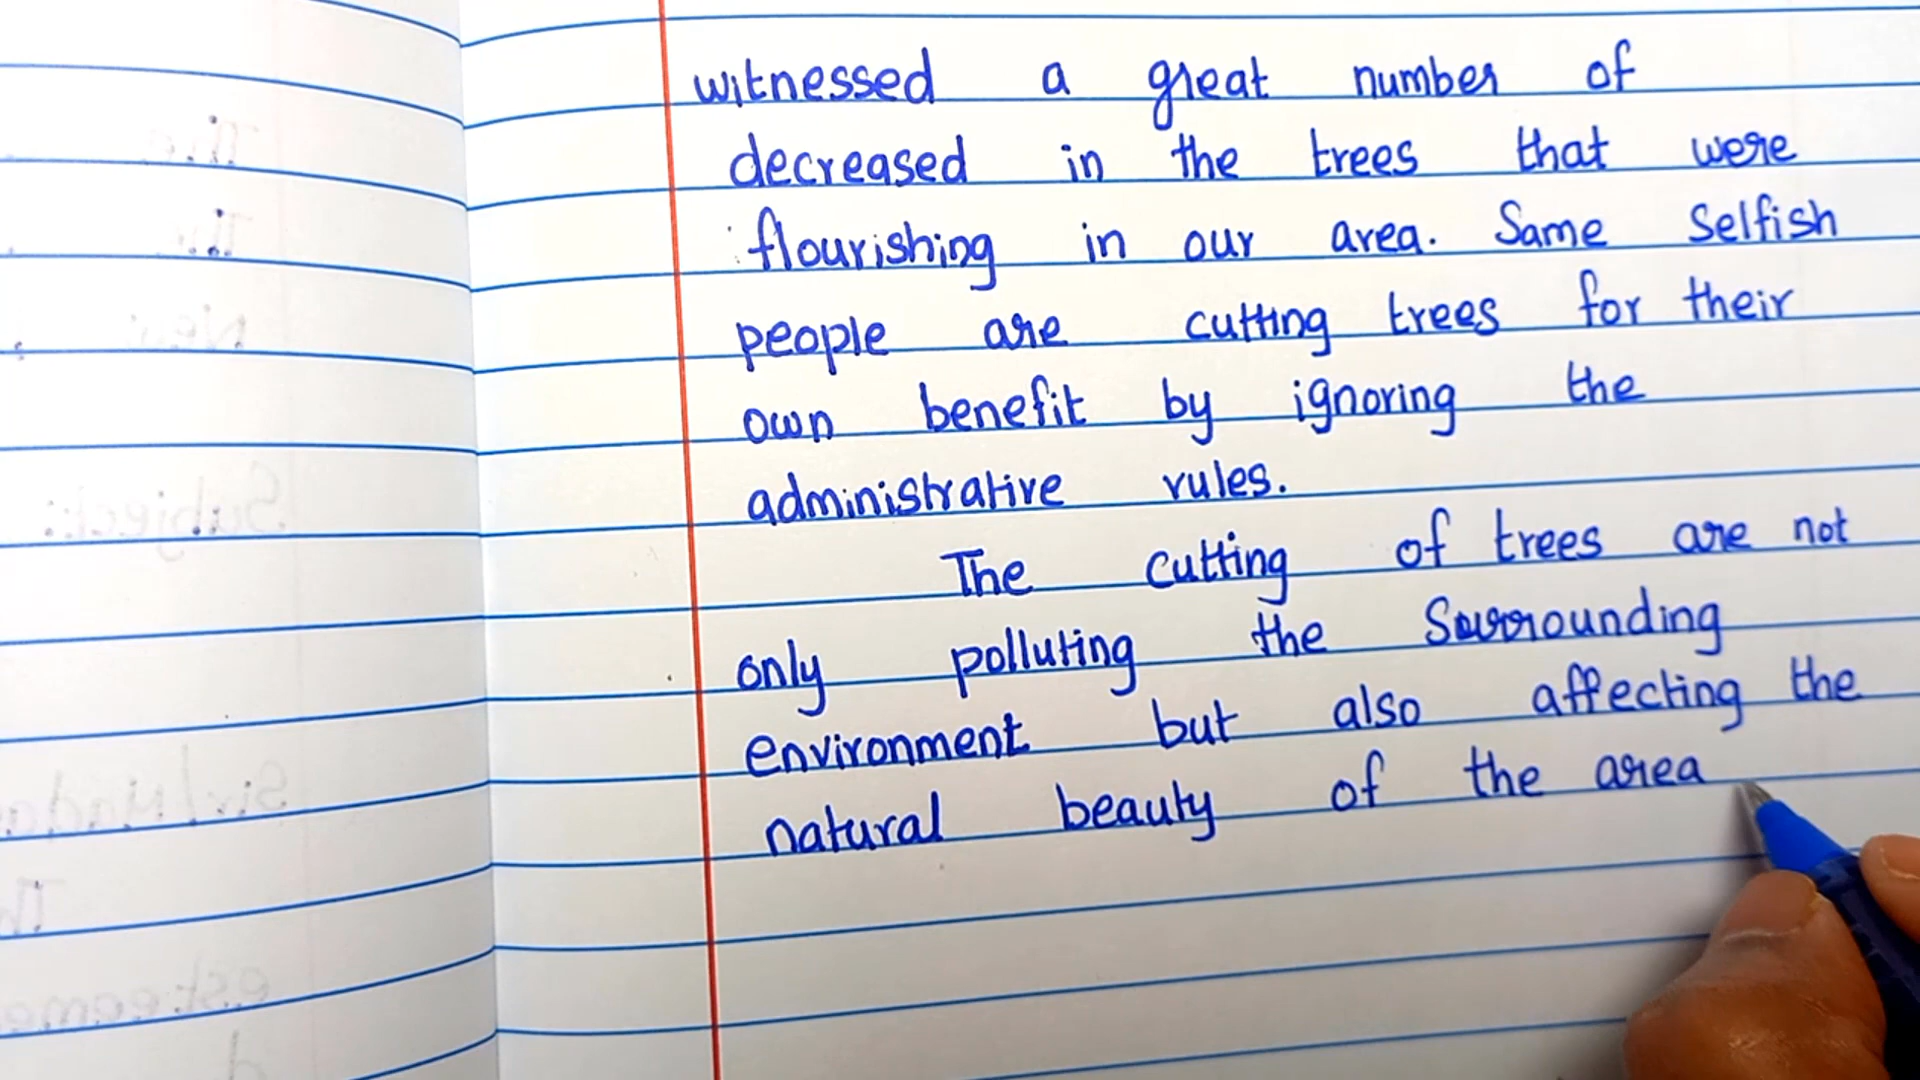 witnessed a great number of
decreased in the trees that were
flourishing in our area. Same Selfish
people are cutting trees for their
own benefit by ignoring the
administrative rules.
The cutting of trees are not
only polluting the Surrounding
environment but also affecting the
natural beauty of the area